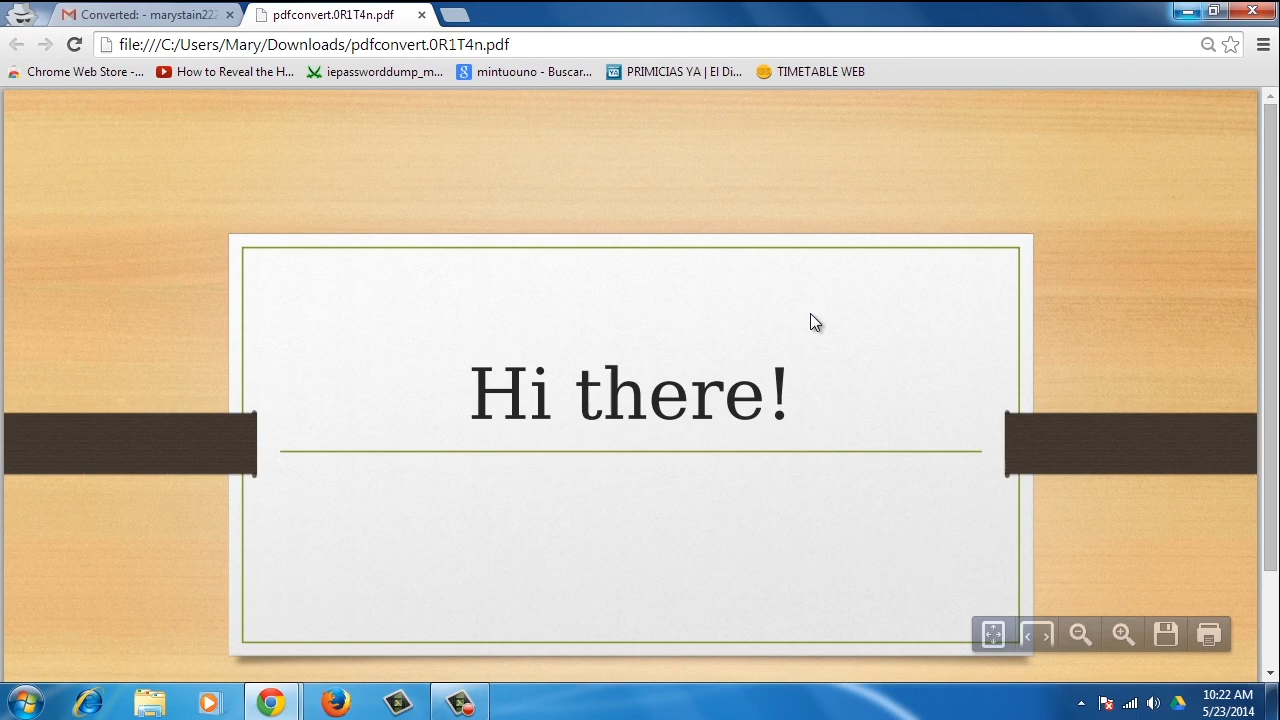 Converted: - marystain222
pdfconvert.0R1T4n.pdf
file:///C:/Users/Mary/Downloads/pdfconvert.0R1T4n.pdf
Chrome Web Store -...
How to Reveal the H...
iepassworddump_m...
mintuouno - Buscar...
PRIMICIAS YA | El Di...
TIMETABLE WEB
Hi there!
10:22 AM
5/23/2014